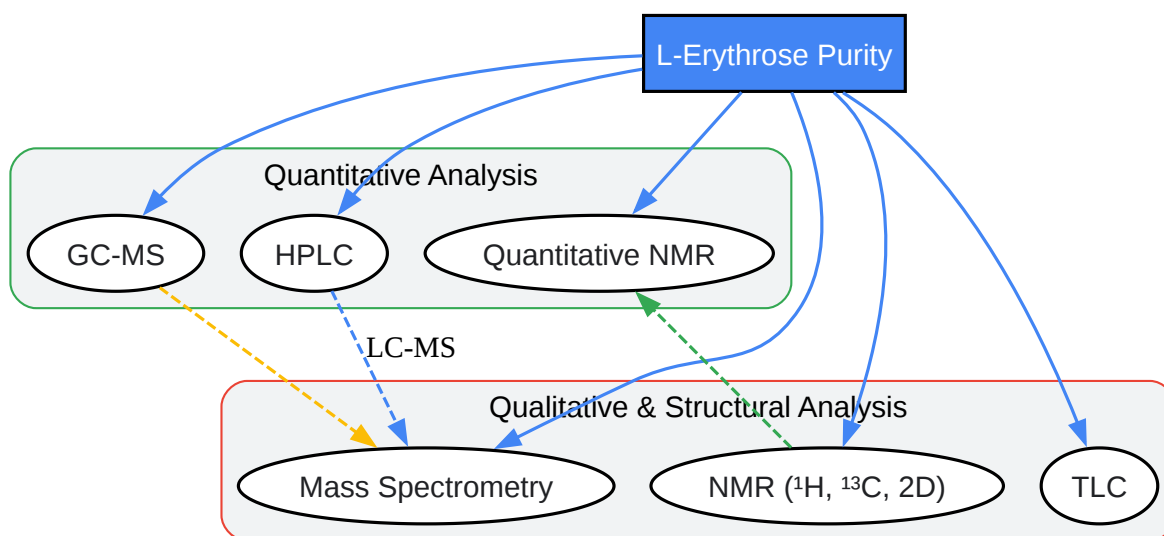 L-Erythrose Purity
Quantitative Analysis
GC-MS
HPLC
Quantitative NMR
LC-MS
Qualitative & Structural Analysis
Mass Spectrometry
NMR (¹H, ¹³C, 2D)
TLC